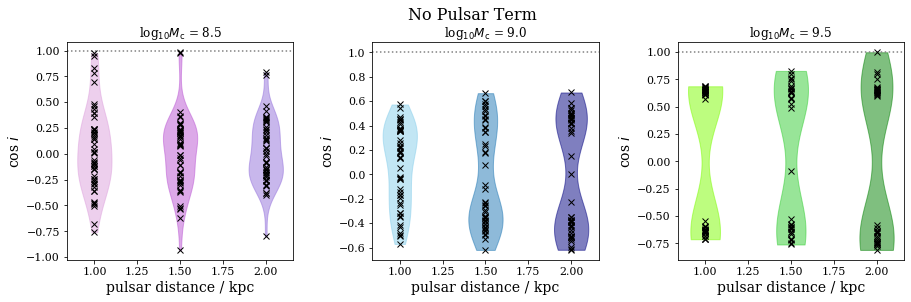 No Pulsar Term
log₁₀M_c = 8.5
log₁₀M_c = 9.0
log₁₀M_c = 9.5
cos i
1.00
0.75
0.50
0.25
0.00
−0.25
−0.50
−0.75
−1.00
1.00 1.25 1.50 1.75 2.00
pulsar distance / kpc
cos i
1.0
0.8
0.6
0.4
0.2
0.0
−0.2
−0.4
−0.6
1.00 1.25 1.50 1.75 2.00
pulsar distance / kpc
cos i
1.00
0.75
0.50
0.25
0.00
−0.25
−0.50
−0.75
1.00 1.25 1.50 1.75 2.00
pulsar distance / kpc